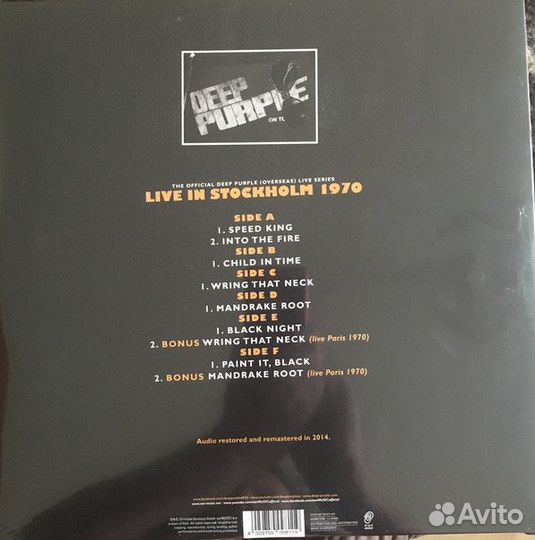 DEEP
PURPLE
ON T
THE OFFICIAL DEEP PURPLE (OVERSEAS) LIVE SERIES
LIVE IN STOCKHOLM 1970
SIDE A
1. SPEED KING
2. INTO THE FIRE
SIDE B
1. CHILD IN TIME
SIDE C
1. WRING THAT NECK
SIDE D
1. MANDRAKE ROOT
SIDE E
1. BLACK NIGHT
2. BONUS WRING THAT NECK (live Paris 1970)
SIDE F
1. PAINT IT, BLACK
2. BONUS MANDRAKE ROOT (live Paris 1970)
Audio restored and remastered in 2014.
Avito